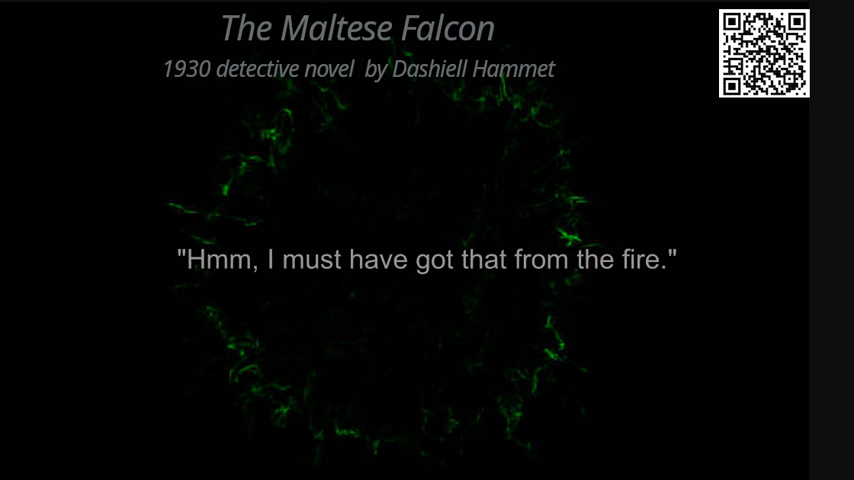 The Maltese Falcon
1930 detective novel by Dashiell Hammet
"Hmm, I must have got that from the fire."